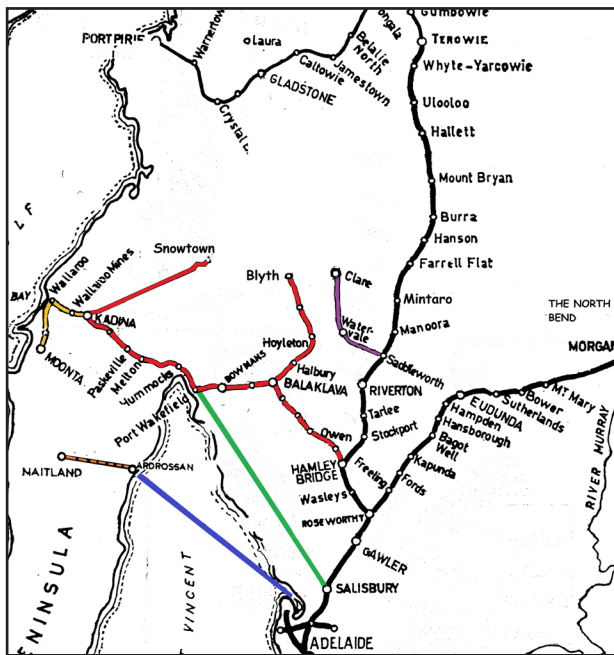 GUMBOWIE
PORT PIRIE
Warnertown
Laura
Belalie
North
TEROWIE
Whyte-Yarcowie
Caltowie
Jamestown
GLADSTONE
Ulooloo
Hallett
Mount Bryan
Burra
Hanson
Farrell Flat
Snowtown
Blyth
Clare
BAY
Wallaroo
Wallaroo Mines
KADINA
Mintaro
THE NORTH
BEND
Manoora
Water-
vale
Hoyleton
MOONTA
Paskeville
Melton
Kummocks
BOWMANS
Halbury
BALAKLAVA
Saddleworth
MORGAN
RIVERTON
Mt Mary
Bower
Sutherlands
EUDUNDA
Port Wakefield
Tarlee
Hampden
Hansborough
Owen
Stockport
Bagot
Well
NAITLAND
ARDROSSAN
HAMLEY
BRIDGE
Freeling
Kapunda
Fords
Wasleys
ROSEWORTHY
RIVER MURRAY
GAWLER
ENINSULA
VINCENT
SALISBURY
ADELAIDE